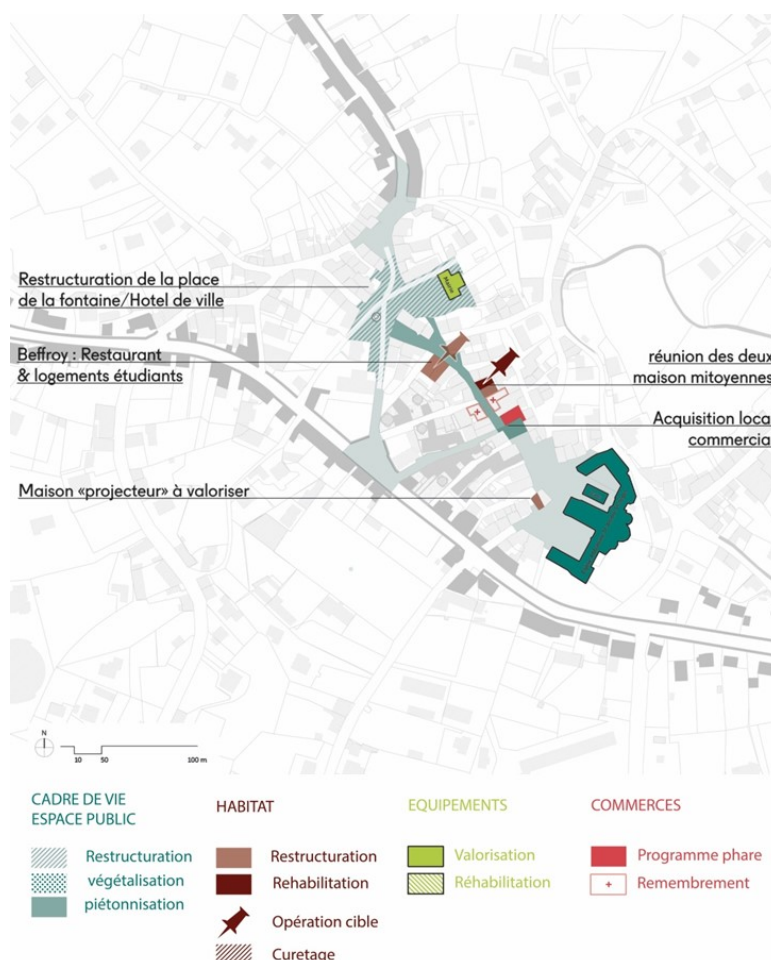 Restructuration de la place
de la fontaine/Hotel de ville
Beffroy : Restaurant
& logements étudiants
Maison «projecteur» à valoriser
réunion des deux
maison mitoyennes
Acquisition loca
commercia
Mairie
N
10 50 100 m
CADRE DE VIE
ESPACE PUBLIC
Restructuration
végétalisation
piétonnisation
HABITAT
Restructuration
Rehabilitation
Opération cible
Curetage
EQUIPEMENTS
Valorisation
Réhabilitation
COMMERCES
Programme phare
Remembrement